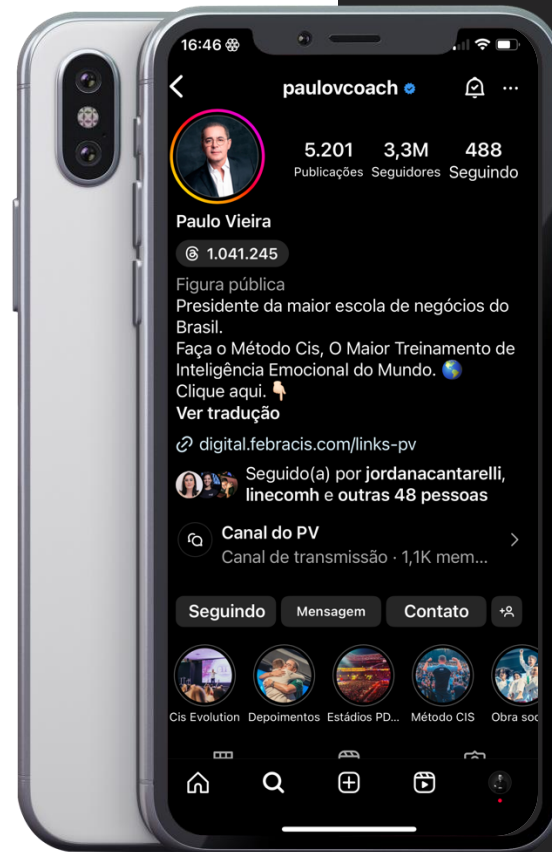 16:46
paulovcoach
5.201 3,3M 488
Publicações Seguidores Seguindo
Paulo Vieira
1.041.245
Figura pública
Presidente da maior escola de negócios do
Brasil.
Faça o Método Cis, O Maior Treinamento de
Inteligência Emocional do Mundo. 🌎
Clique aqui. 👇🏻
Ver tradução
digital.febracis.com/links-pv
Seguido(a) por jordanacantarelli,
linecomh e outras 48 pessoas
Canal do PV
Canal de transmissão · 1,1K mem...
Seguindo Mensagem Contato
Cis Evolution Depoimentos Estádios PD... Método CIS Obra soc